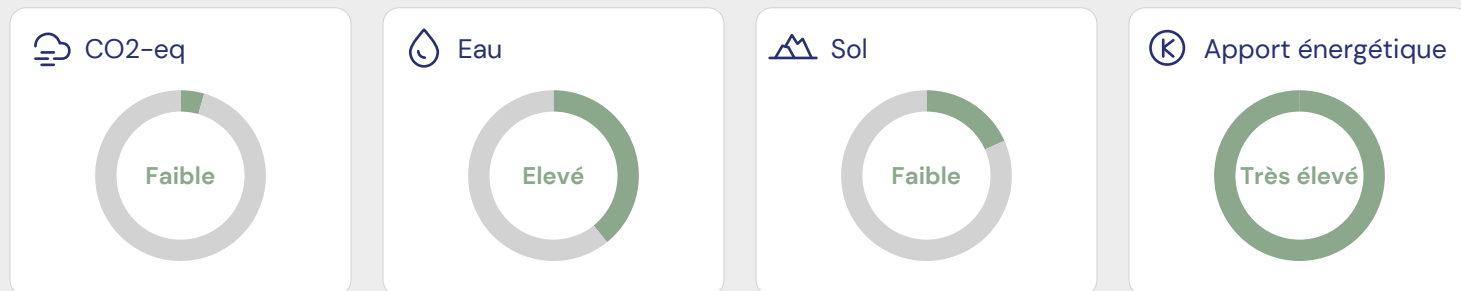 CO2-eq
Faible
Eau
Elevé
Sol
Faible
Apport énergétique
Très élevé